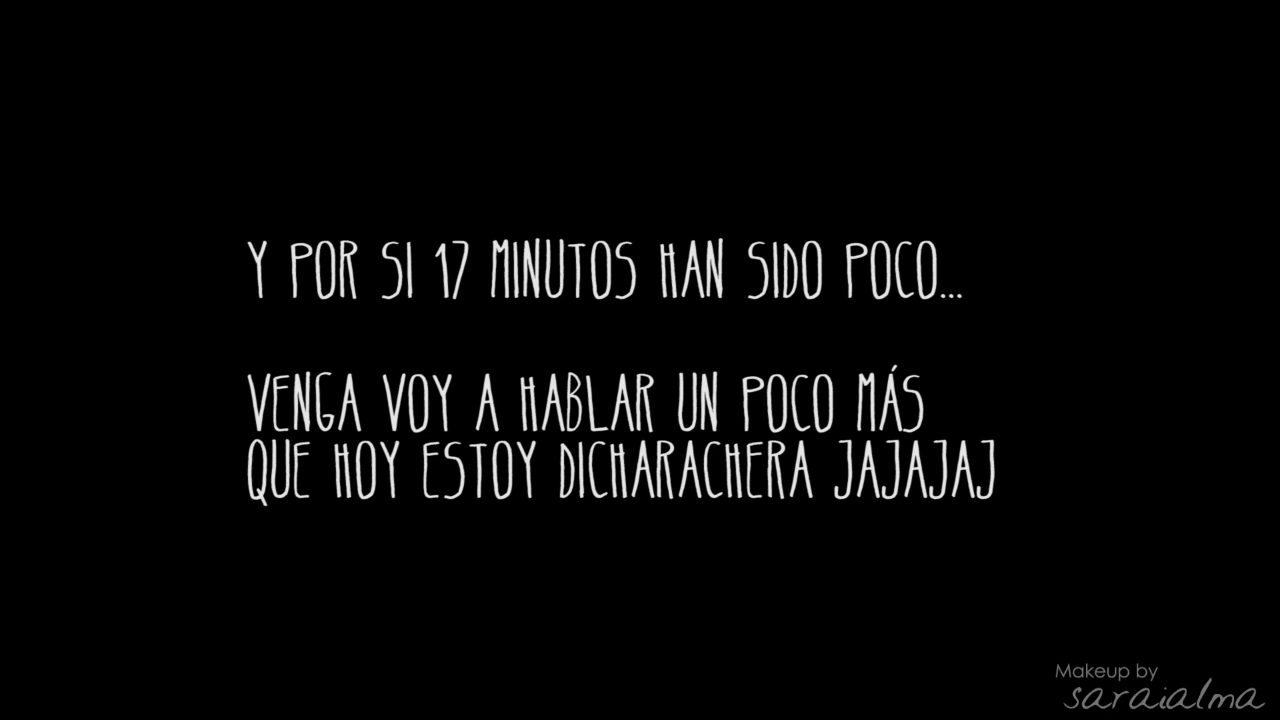 Y POR SI 17 MINUTOS HAN SIDO POCO...
VENGA VOY A HABLAR UN POCO MÁS
QUE HOY ESTOY DICHARACHERA JAJAJAJ
Makeup by
saraialma